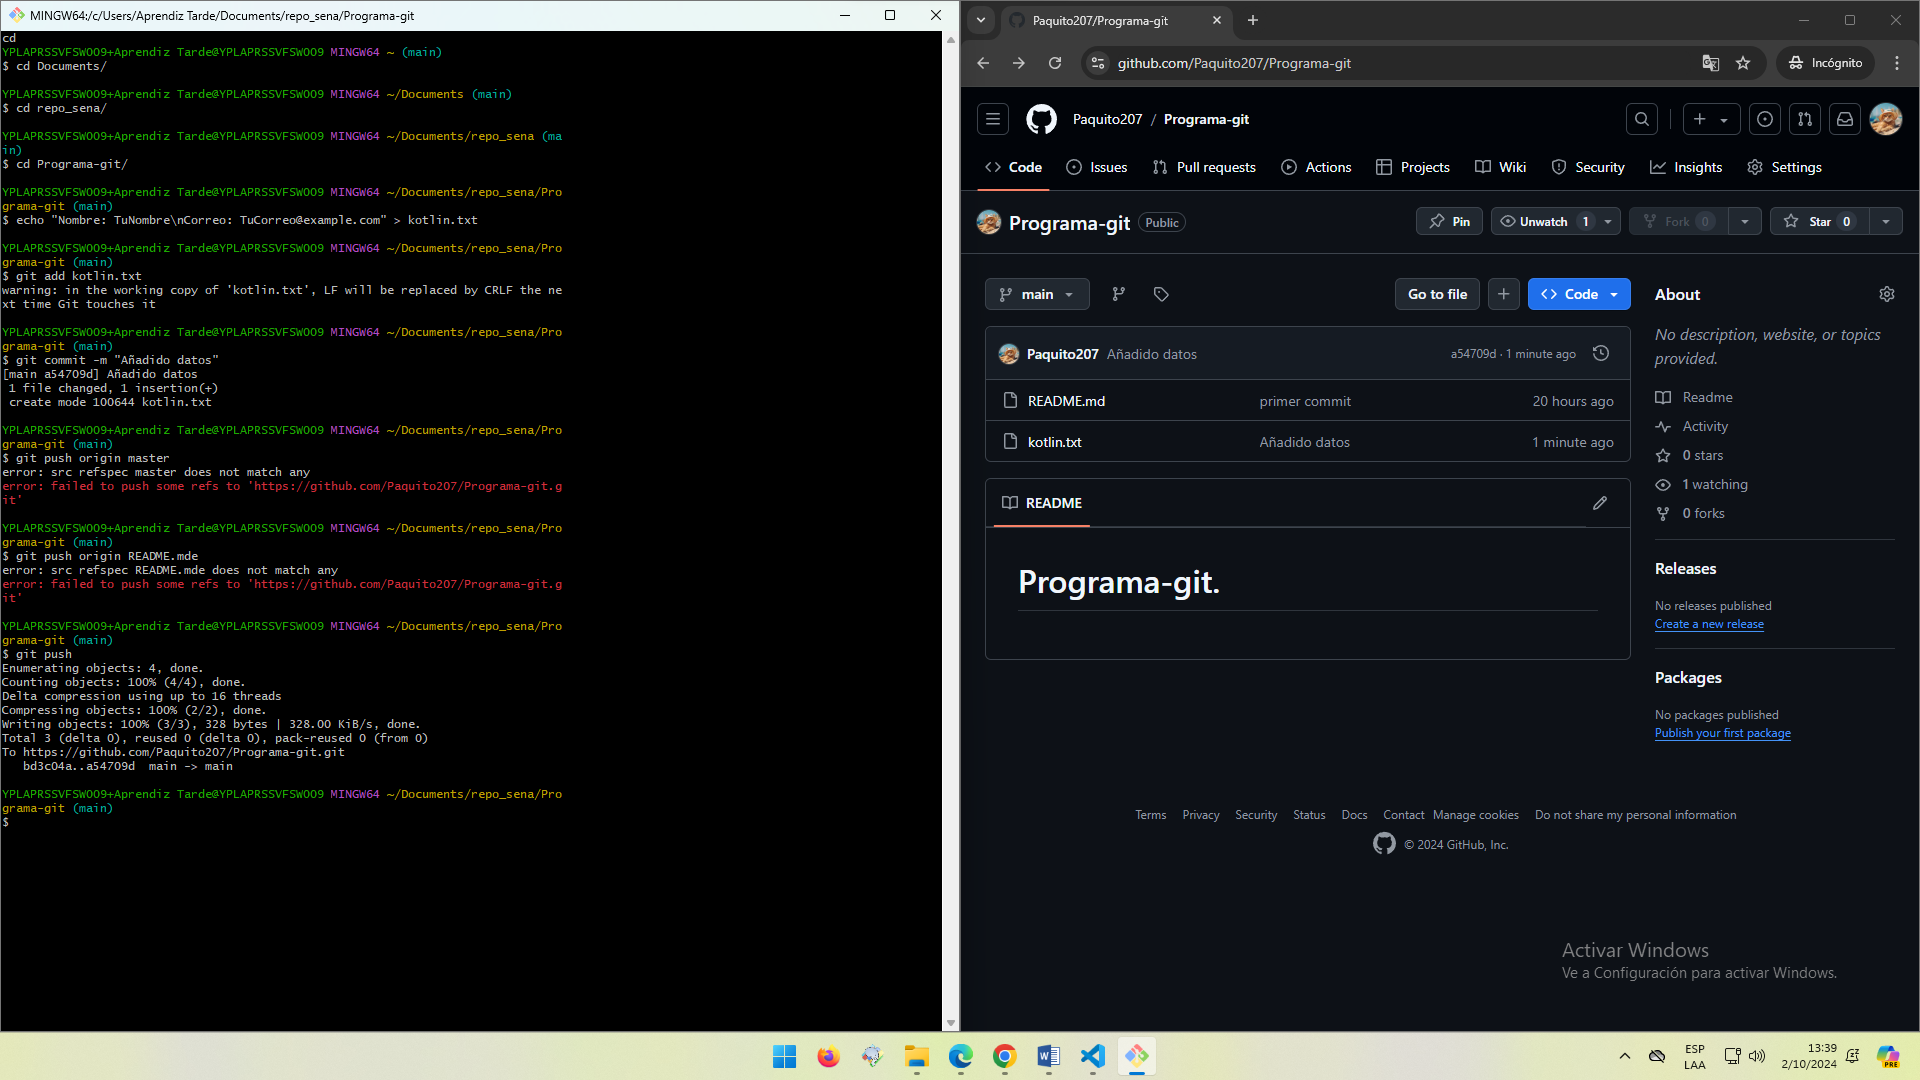 MINGW64:/c/Users/Aprendiz Tarde/Documents/repo_sena/Programa-git
cd
YPLAPRSSVFSW009+Aprendiz Tarde@YPLAPRSSVFSW009 MINGW64 ~ (main)
$ cd Documents/
YPLAPRSSVFSW009+Aprendiz Tarde@YPLAPRSSVFSW009 MINGW64 ~/Documents (main)
$ cd repo_sena/
YPLAPRSSVFSW009+Aprendiz Tarde@YPLAPRSSVFSW009 MINGW64 ~/Documents/repo_sena (ma
in)
$ cd Programa-git/
YPLAPRSSVFSW009+Aprendiz Tarde@YPLAPRSSVFSW009 MINGW64 ~/Documents/repo_sena/Pro
grama-git (main)
$ echo "Nombre: TuNombre\nCorreo: TuCorreo@example.com" > kotlin.txt
YPLAPRSSVFSW009+Aprendiz Tarde@YPLAPRSSVFSW009 MINGW64 ~/Documents/repo_sena/Pro
grama-git (main)
$ git add kotlin.txt
warning: in the working copy of 'kotlin.txt', LF will be replaced by CRLF the ne
xt time Git touches it
YPLAPRSSVFSW009+Aprendiz Tarde@YPLAPRSSVFSW009 MINGW64 ~/Documents/repo_sena/Pro
grama-git (main)
$ git commit -m "Añadido datos"
[main a54709d] Añadido datos
1 file changed, 1 insertion(+)
create mode 100644 kotlin.txt
YPLAPRSSVFSW009+Aprendiz Tarde@YPLAPRSSVFSW009 MINGW64 ~/Documents/repo_sena/Pro
grama-git (main)
$ git push origin master
error: src refspec master does not match any
error: failed to push some refs to 'https://github.com/Paquito207/Programa-git.g
it'
YPLAPRSSVFSW009+Aprendiz Tarde@YPLAPRSSVFSW009 MINGW64 ~/Documents/repo_sena/Pro
grama-git (main)
$ git push origin README.mde
error: src refspec README.mde does not match any
error: failed to push some refs to 'https://github.com/Paquito207/Programa-git.g
it'
YPLAPRSSVFSW009+Aprendiz Tarde@YPLAPRSSVFSW009 MINGW64 ~/Documents/repo_sena/Pro
grama-git (main)
$ git push
Enumerating objects: 4, done.
Counting objects: 100% (4/4), done.
Delta compression using up to 16 threads
Compressing objects: 100% (2/2), done.
Writing objects: 100% (3/3), 328 bytes | 328.00 KiB/s, done.
Total 3 (delta 0), reused 0 (delta 0), pack-reused 0 (from 0)
To https://github.com/Paquito207/Programa-git.git
bd3c04a..a54709d  main -> main
YPLAPRSSVFSW009+Aprendiz Tarde@YPLAPRSSVFSW009 MINGW64 ~/Documents/repo_sena/Pro
grama-git (main)
$
Paquito207/Programa-git
github.com/Paquito207/Programa-git
Incógnito
Paquito207 / Programa-git
Code Issues Pull requests Actions Projects Wiki Security Insights Settings
Programa-git Public
Pin Unwatch 1 Fork 0 Star 0
main Go to file Code
Paquito207 Añadido datos a54709d · 1 minute ago
README.md primer commit 20 hours ago
kotlin.txt Añadido datos 1 minute ago
README
Programa-git.
About
No description, website, or topics
provided.
Readme
Activity
0 stars
1 watching
0 forks
Releases
No releases published
Create a new release
Packages
No packages published
Publish your first package
Terms Privacy Security Status Docs Contact Manage cookies Do not share my personal information
© 2024 GitHub, Inc.
Activar Windows
Ve a Configuración para activar Windows.
ESP
LAA
13:39
2/10/2024
PRE